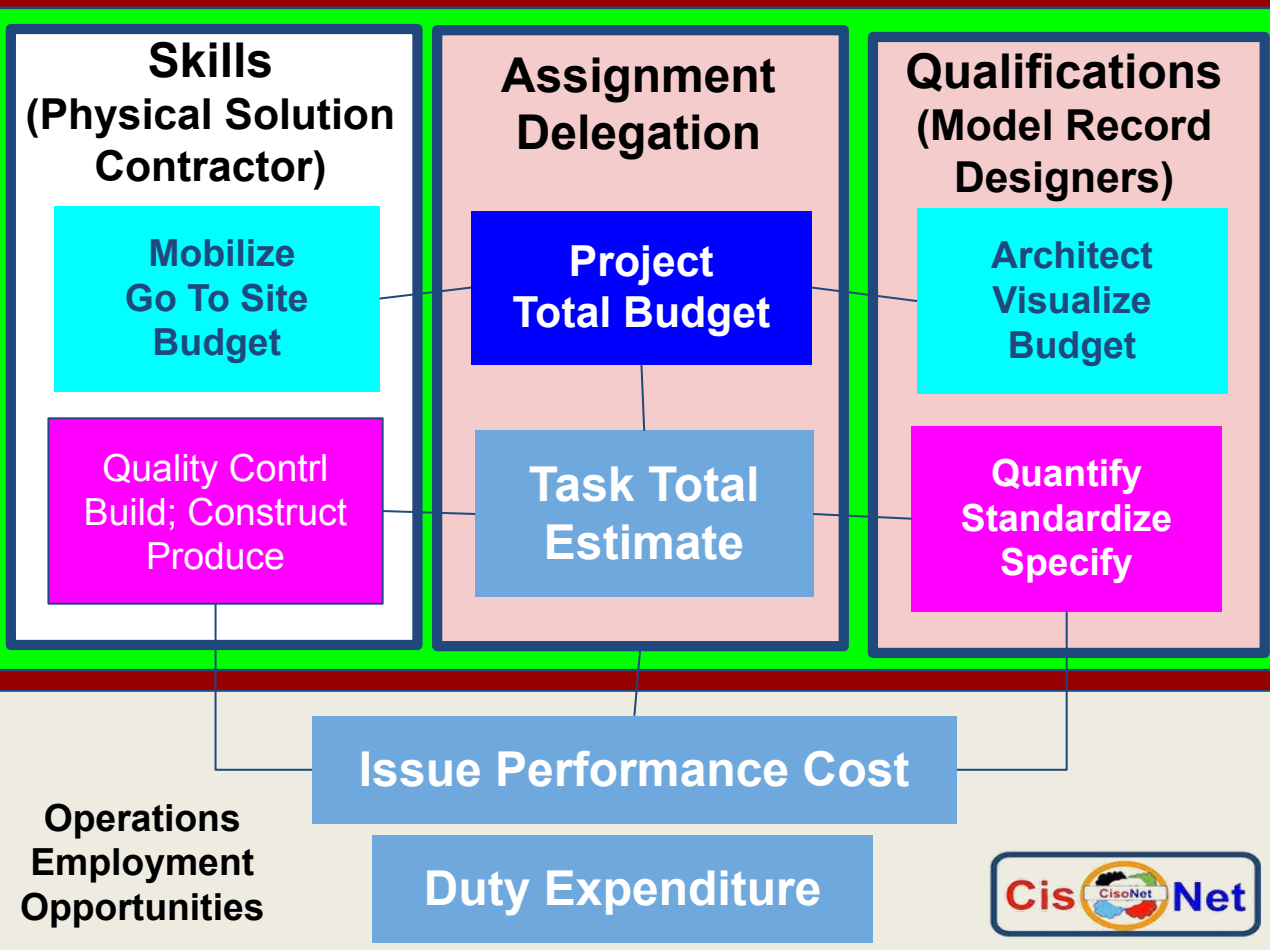 Skills
(Physical Solution
Contractor)
Mobilize
Go To Site
Budget
Quality Contrl
Build; Construct
Produce
Assignment
Delegation
Project
Total Budget
Task Total
Estimate
Qualifications
(Model Record
Designers)
Architect
Visualize
Budget
Quantify
Standardize
Specify
Issue Performance Cost
Duty Expenditure
Operations
Employment
Opportunities
Cis CisoNet Net